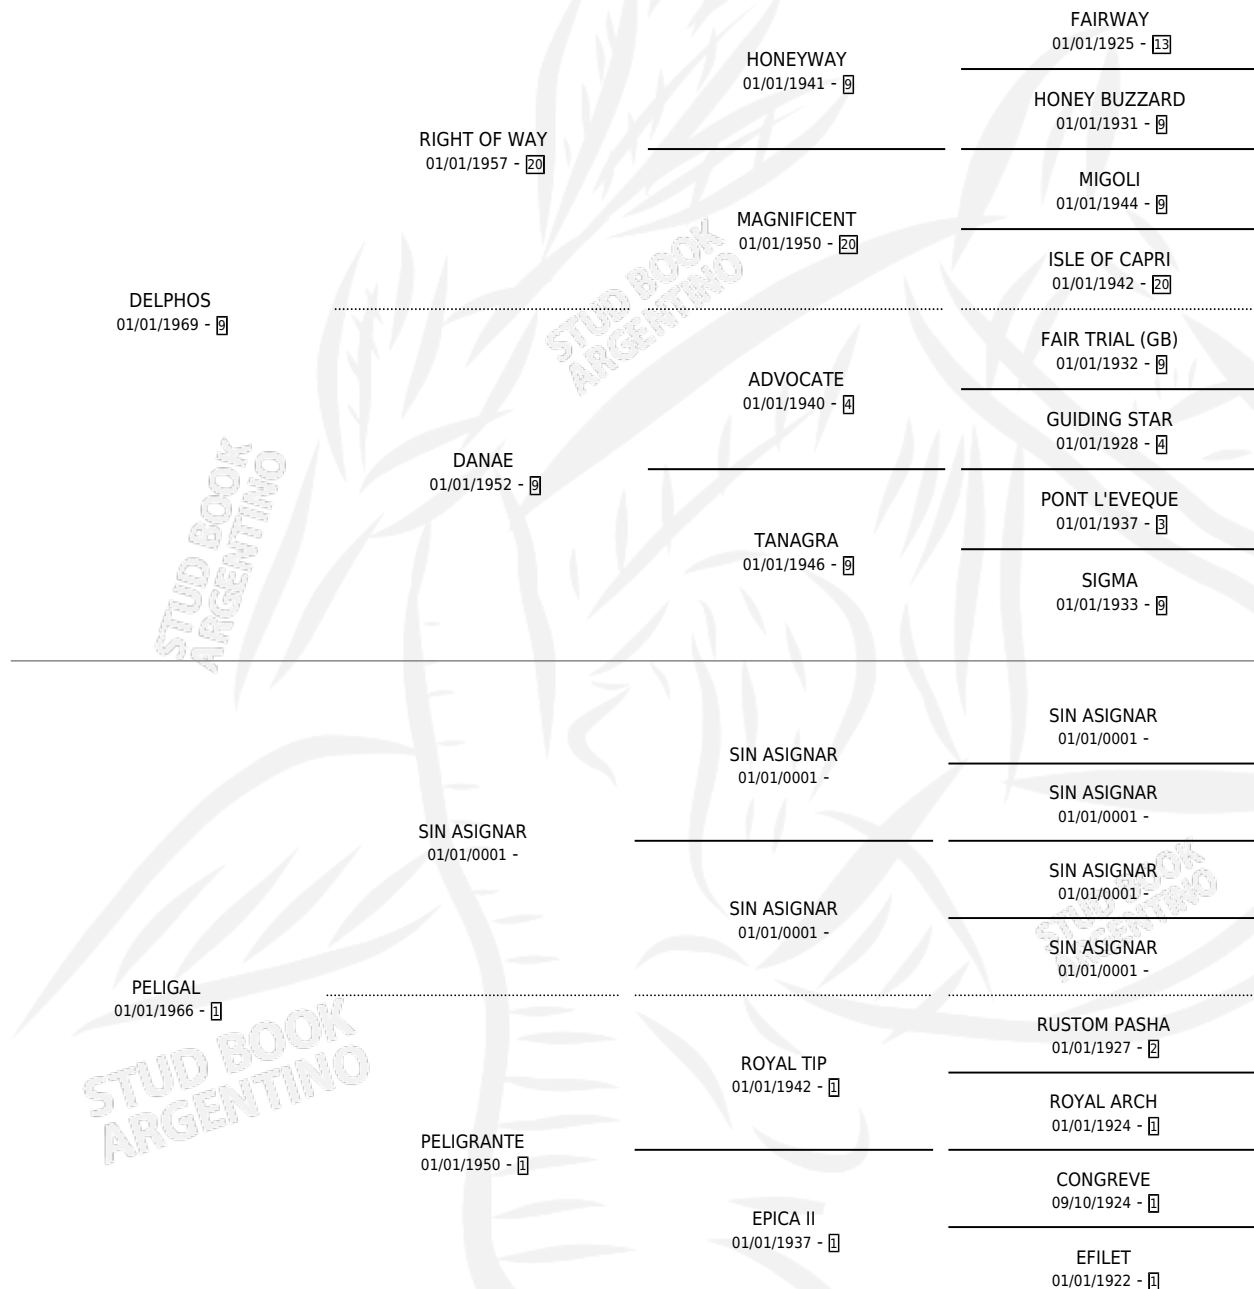 FAIRWAY
01/01/1925 - 13
HONEYWAY
01/01/1941 - 9
HONEY BUZZARD
01/01/1931 - 9
RIGHT OF WAY
01/01/1957 - 20
MIGOLI
01/01/1944 - 9
MAGNIFICENT
01/01/1950 - 20
ISLE OF CAPRI
01/01/1942 - 20
DELPHOS
01/01/1969 - 9
STUD BOOK
ARGENTINO
FAIR TRIAL (GB)
01/01/1932 - 9
ADVOCATE
01/01/1940 - 4
GUIDING STAR
01/01/1928 - 4
DANAE
01/01/1952 - 9
PONT L'EVEQUE
01/01/1937 - 3
TANAGRA
01/01/1946 - 9
SIGMA
01/01/1933 - 9
STUD BOOK
ARGENTINO
SIN ASIGNAR
01/01/0001 -
SIN ASIGNAR
01/01/0001 -
SIN ASIGNAR
01/01/0001 -
SIN ASIGNAR
01/01/0001 -
SIN ASIGNAR
01/01/0001 -
SIN ASIGNAR
01/01/0001 -
SIN ASIGNAR
01/01/0001 -
STUD BOOK
ARGENTINO
PELIGAL
01/01/1966 - 1
STUD BOOK
ARGENTINO
RUSTOM PASHA
01/01/1927 - 2
ROYAL TIP
01/01/1942 - 1
ROYAL ARCH
01/01/1924 - 1
PELIGRANTE
01/01/1950 - 1
CONGREVE
09/10/1924 - 1
EPICA II
01/01/1937 - 1
EFILET
01/01/1922 - 1